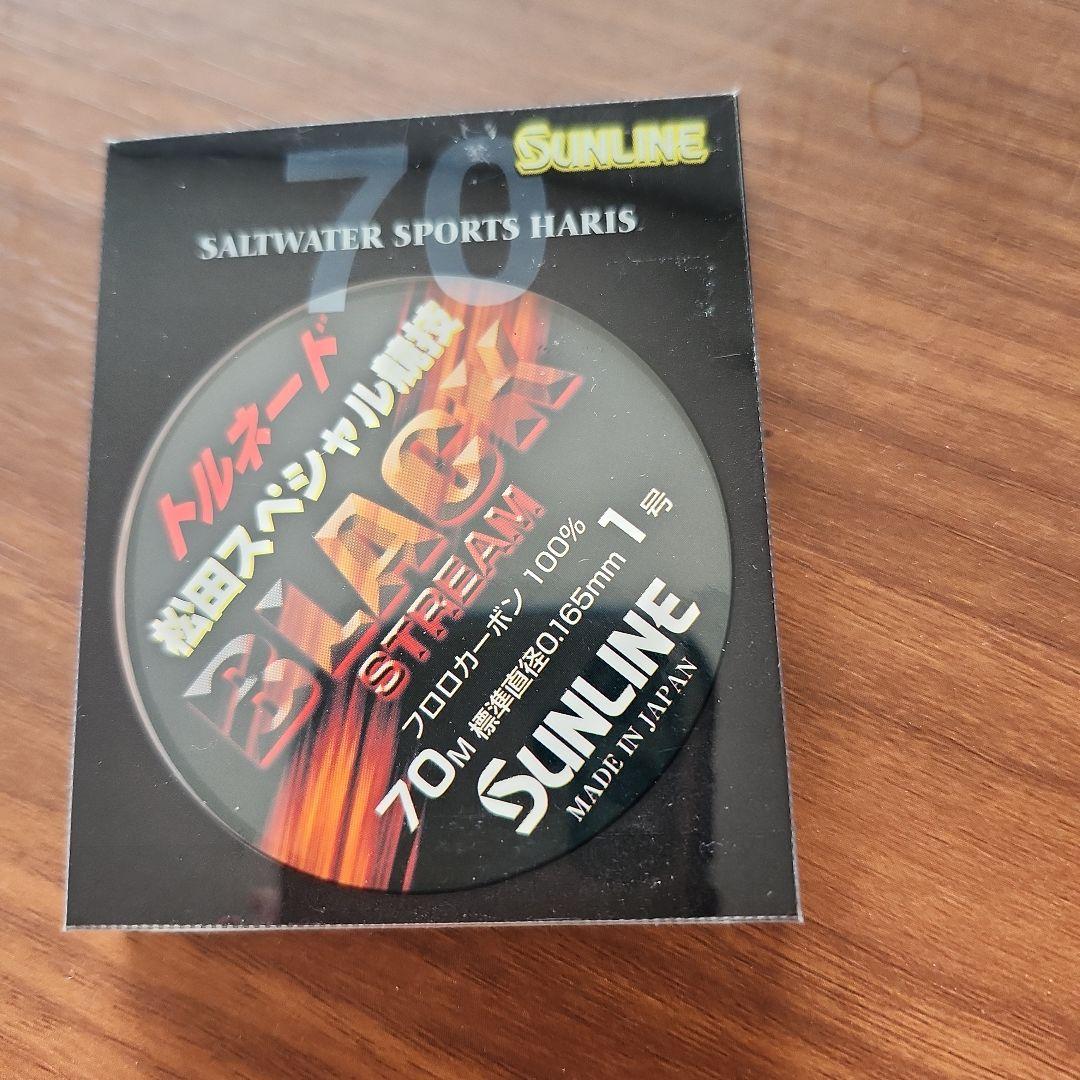 70
SUNLINE
SALTWATER SPORTS HARIS
トルネード
松田スペシャル競技
BLACK
STREAM
フロロカーボン 100%
70M 標準直径0.165mm 1号
SUNLINE
MADE IN JAPAN